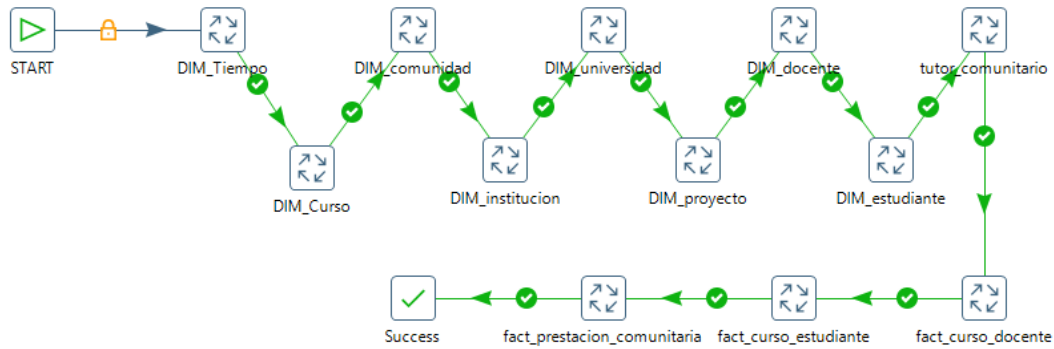 START
DIM_Tiempo
DIM_comunidad
DIM_universidad
DIM_docente
tutor_comunitario
DIM_Curso
DIM_institucion
DIM_proyecto
DIM_estudiante
Success
fact_prestacion_comunitaria
fact_curso_estudiante
fact_curso_docente